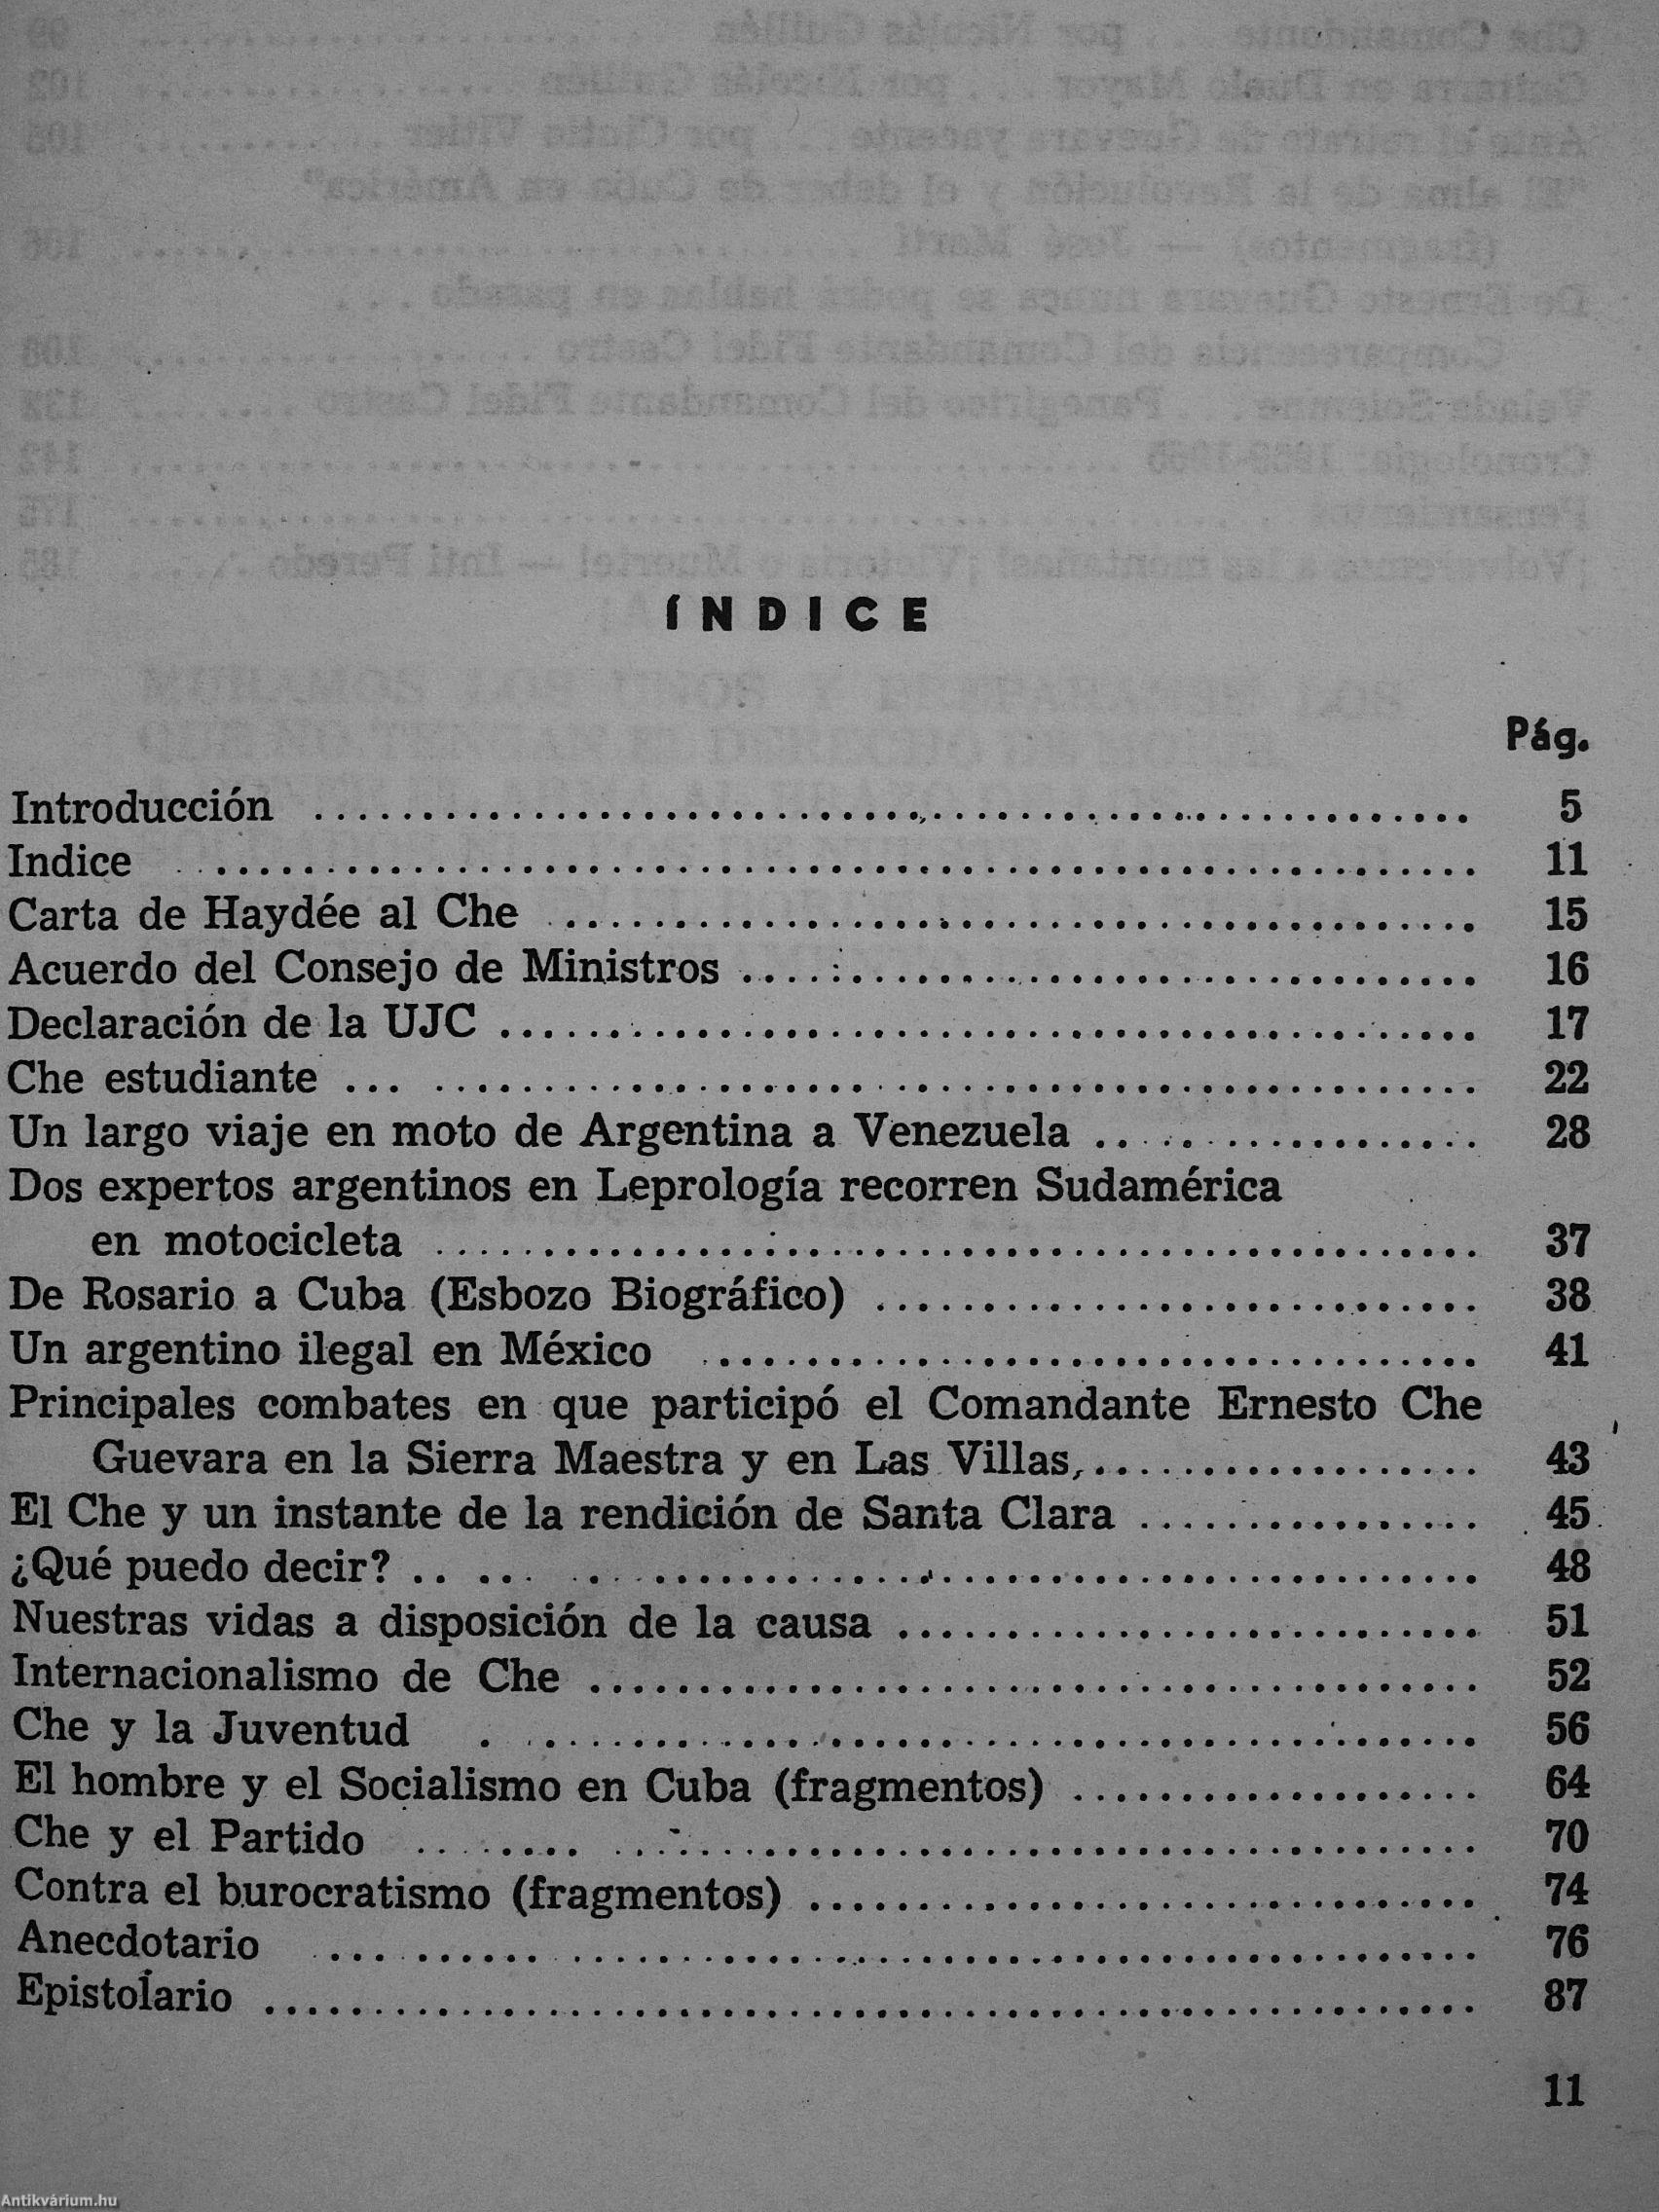 ÍNDICE
Pág.
Introducción ........................................ 5
Indice ........................................ 11
Carta de Haydée al Che ........................................ 15
Acuerdo del Consejo de Ministros ........................................ 16
Declaración de la UJC ........................................ 17
Che estudiante ........................................ 22
Un largo viaje en moto de Argentina a Venezuela .................... 28
Dos expertos argentinos en Leprología recorren Sudamérica
en motocicleta ........................................ 37
De Rosario a Cuba (Esbozo Biográfico) .............................. 38
Un argentino ilegal en México .............................. 41
Principales combates en que participó el Comandante Ernesto Che
Guevara en la Sierra Maestra y en Las Villas, .................... 43
El Che y un instante de la rendición de Santa Clara .................... 45
¿Qué puedo decir? ........................................ 48
Nuestras vidas a disposición de la causa .............................. 51
Internacionalismo de Che ........................................ 52
Che y la Juventud ........................................ 56
El hombre y el Socialismo en Cuba (fragmentos) .................... 64
Che y el Partido ........................................ 70
Contra el burocratismo (fragmentos) .............................. 74
Anecdotario ........................................ 76
Epistolario ........................................ 87
11
Antikvárium.hu